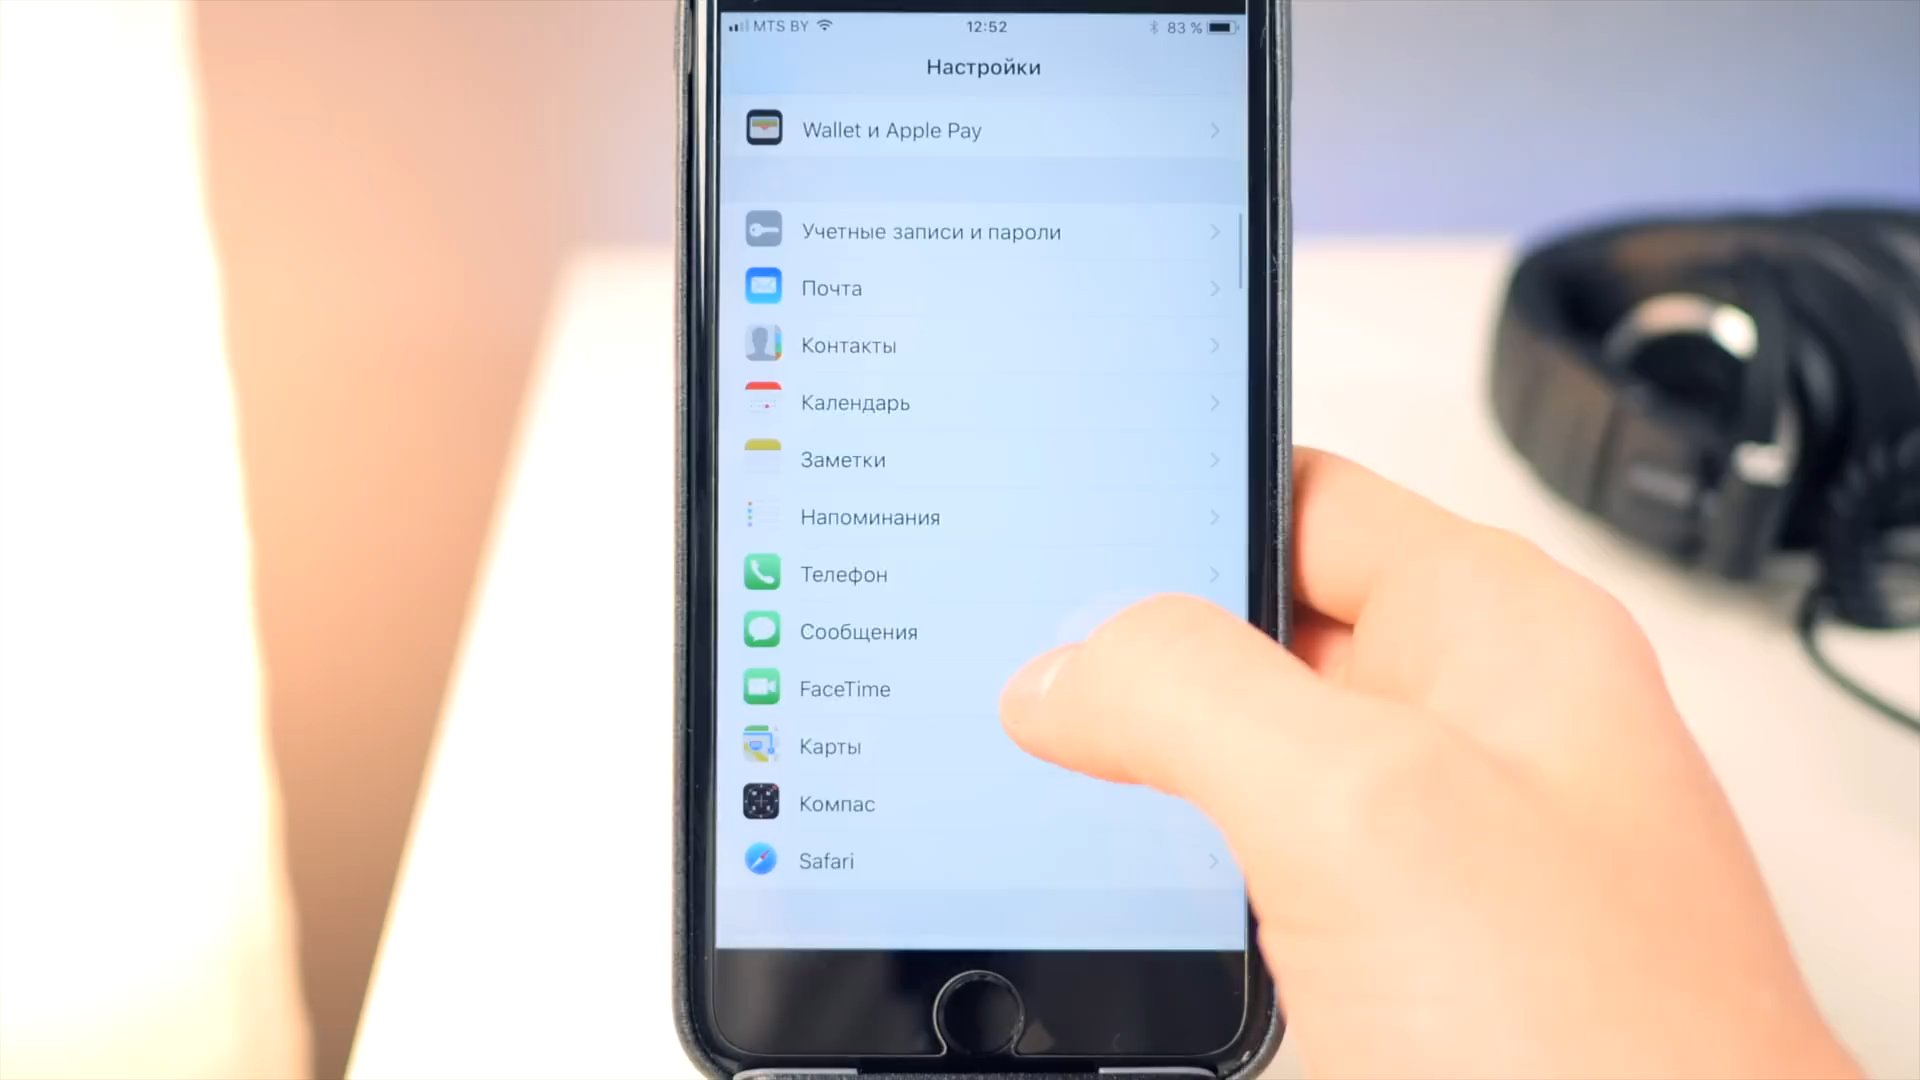 MTS BY 12:52 83 %
Настройки
Wallet и Apple Pay
Учетные записи и пароли
Почта
Контакты
Календарь
Заметки
Напоминания
Телефон
Сообщения
FaceTime
Карты
Компас
Safari